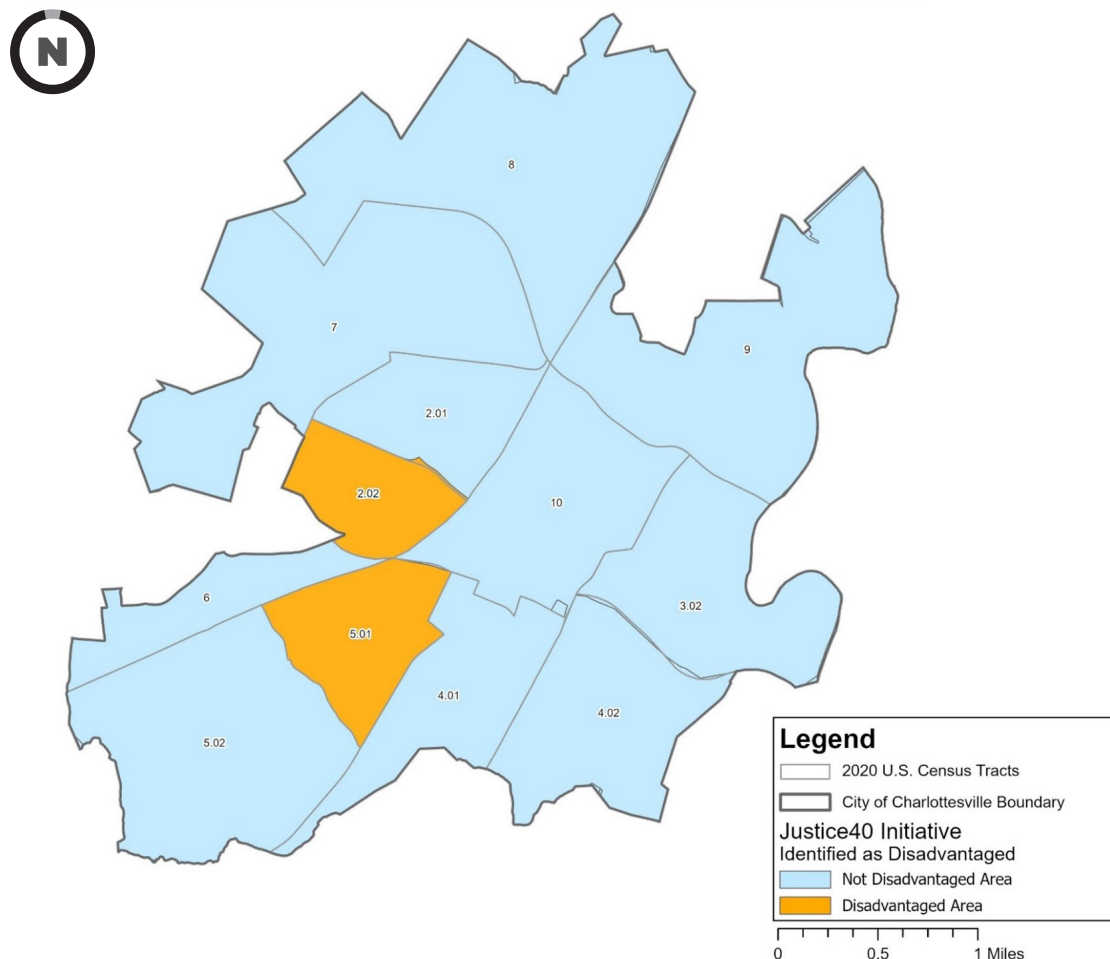 N
8
7
9
2.01
2.02
10
6
3.02
5.01
4.01
4.02
5.02
Legend
2020 U.S. Census Tracts
City of Charlottesville Boundary
Justice40 Initiative
Identified as Disadvantaged
Not Disadvantaged Area
Disadvantaged Area
0 0.5 1 Miles